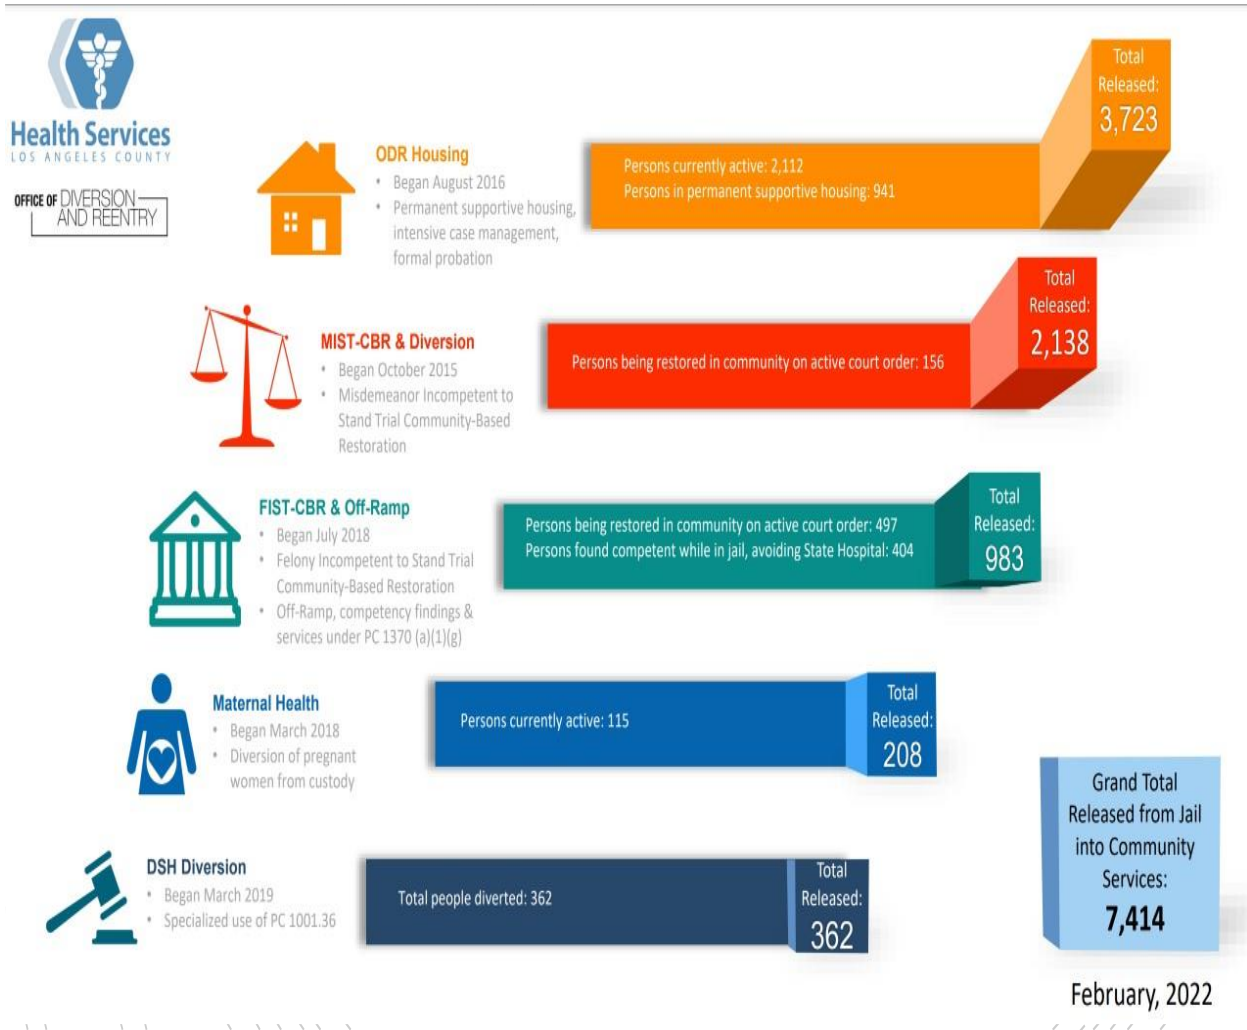 Health Services
LOS ANGELES COUNTY
OFFICE OF DIVERSION
AND REENTRY
ODR Housing
• Began August 2016
• Permanent supportive housing,
intensive case management,
formal probation
Persons currently active: 2,112
Persons in permanent supportive housing: 941
Total
Released:
3,723
MIST-CBR & Diversion
• Began October 2015
• Misdemeanor Incompetent to
Stand Trial Community-Based
Restoration
Persons being restored in community on active court order: 156
Total
Released:
2,138
FIST-CBR & Off-Ramp
• Began July 2018
• Felony Incompetent to Stand Trial
Community-Based Restoration
• Off-Ramp, competency findings &
services under PC 1370 (a)(1)(g)
Persons being restored in community on active court order: 497
Persons found competent while in jail, avoiding State Hospital: 404
Total
Released:
983
Maternal Health
• Began March 2018
• Diversion of pregnant
women from custody
Persons currently active: 115
Total
Released:
208
DSH Diversion
• Began March 2019
• Specialized use of PC 1001.36
Total people diverted: 362
Total
Released:
362
Grand Total
Released from Jail
into Community
Services:
7,414
February, 2022